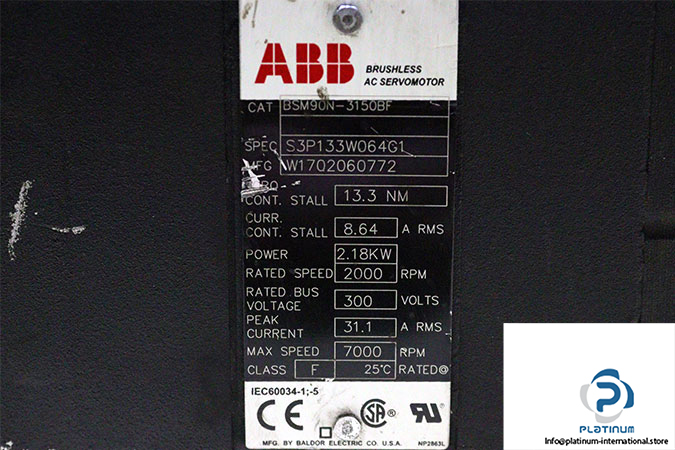 ABB
BRUSHLESS
AC SERVOMOTOR
CAT BSM90N-3150BF
SPEC S3P133W064G1
MFG W1702060772
CONT. STALL 13.3 NM
CURR.
CONT. STALL 8.64 A RMS
POWER 2.18KW
RATED SPEED 2000 RPM
RATED BUS
VOLTAGE 300 VOLTS
PEAK
CURRENT 31.1 A RMS
MAX SPEED 7000 RPM
CLASS F 25°C RATED@
IEC60034-1;-5
CE SA RU
MFG. BY BALDOR ELECTRIC CO. U.S.A. NP2863L
PLATINUM
Info@platinum-international.store